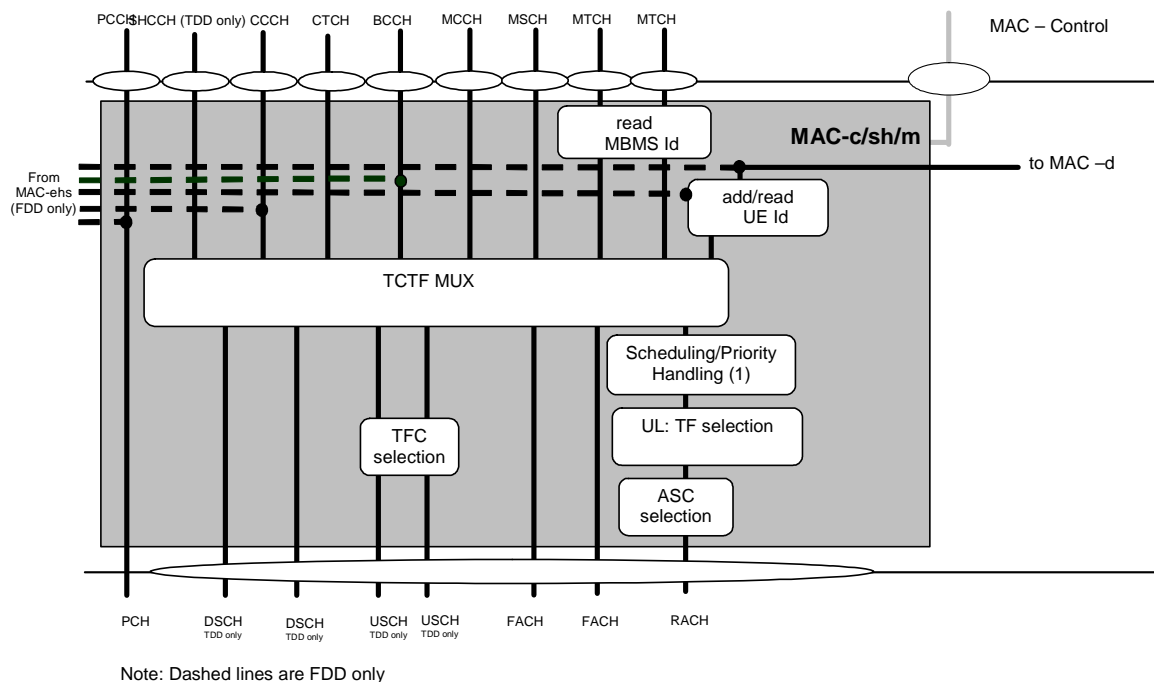 PCCH SHCCH (TDD only) CCCH CTCH BCCH MCCH MSCH MTCH MTCH
MAC – Control
read
MBMS Id
MAC-c/sh/m
to MAC –d
From
MAC-ehs
(FDD only)
add/read
UE Id
TCTF MUX
Scheduling/Priority
Handling (1)
UL: TF selection
TFC
selection
ASC
selection
PCH
DSCH
TDD only
DSCH
TDD only
USCH
TDD only
USCH
TDD only
FACH
FACH
RACH
Note: Dashed lines are FDD only